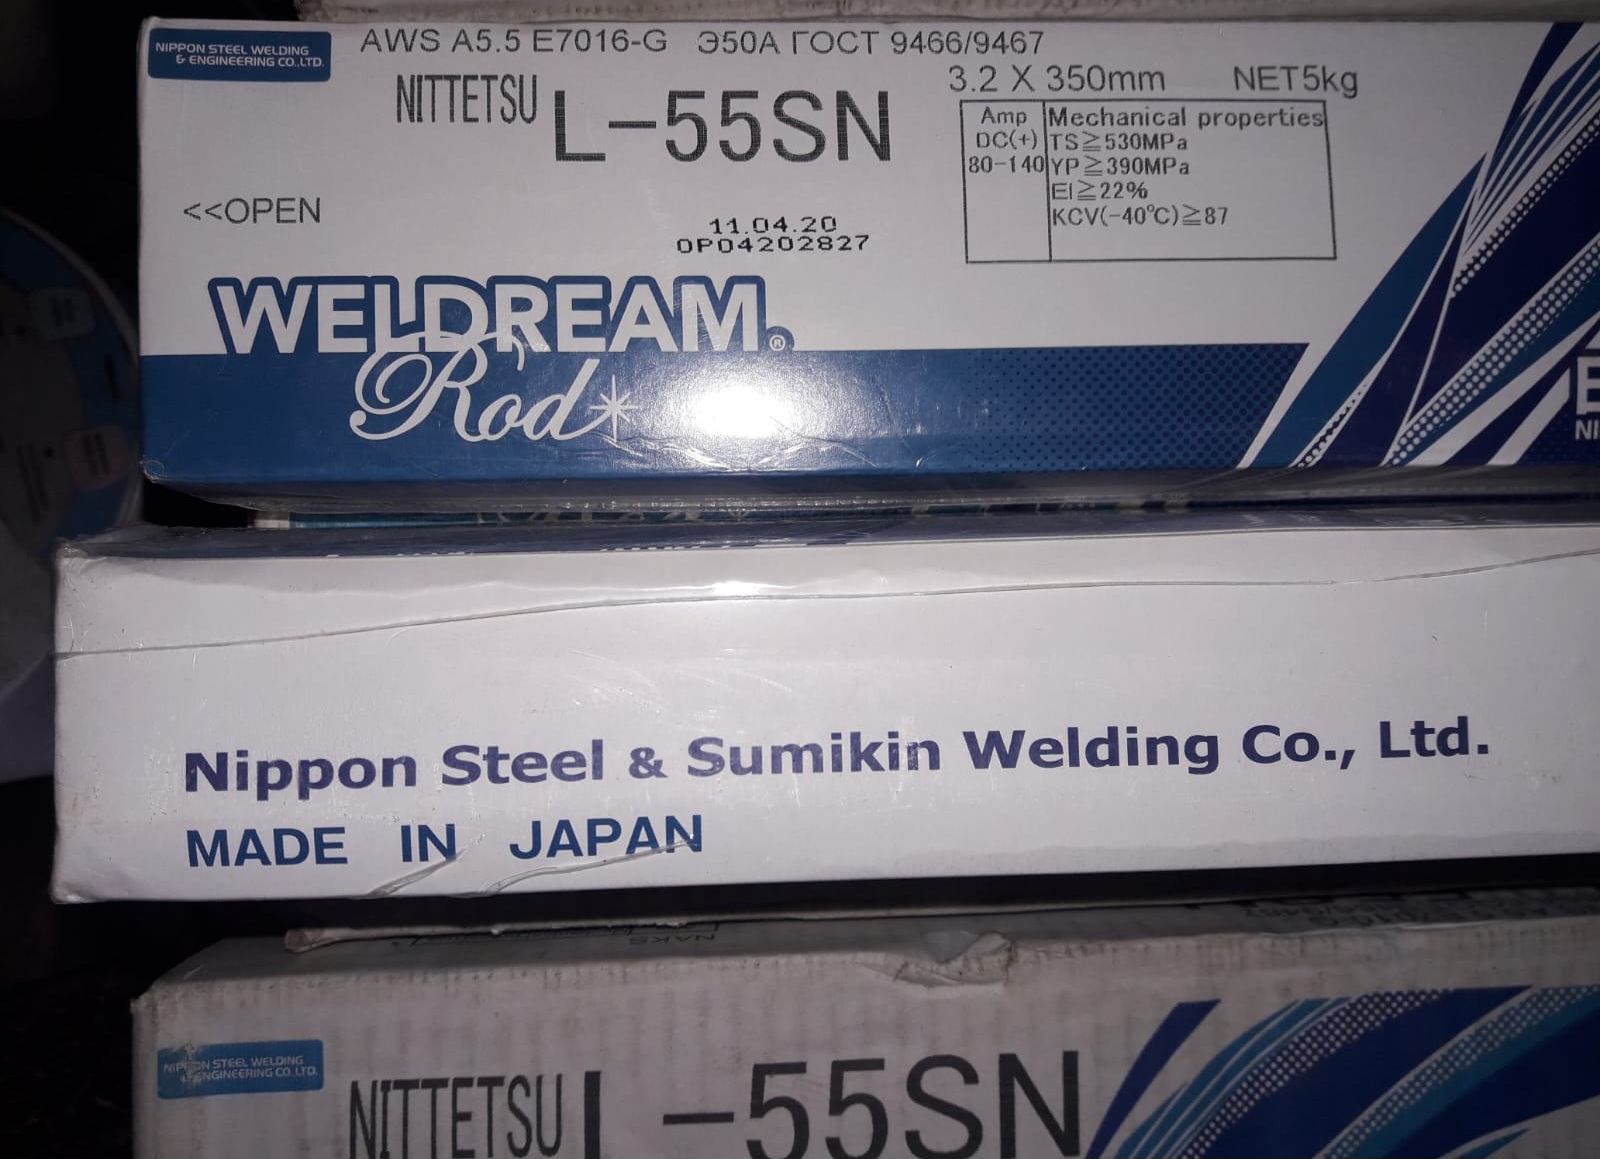 NIPPON STEEL WELDING
& ENGINEERING CO.,LTD.
AWS A5.5 E7016-G Э50А ГОСТ 9466/9467
NITTETSU L-55SN
3.2 X 350mm NET5kg
Amp
DC(+)
80-140
Mechanical properties
TS≧530MPa
YP≧390MPa
El≧22%
KCV(-40℃)≧87
<<OPEN
11.04.20
0P04202827
WELDREAM®
Rod
Nippon Steel & Sumikin Welding Co., Ltd.
MADE IN JAPAN
NAKS
NIPPON STEEL WELDING
& ENGINEERING CO.,LTD.
NITTETSU L-55SN